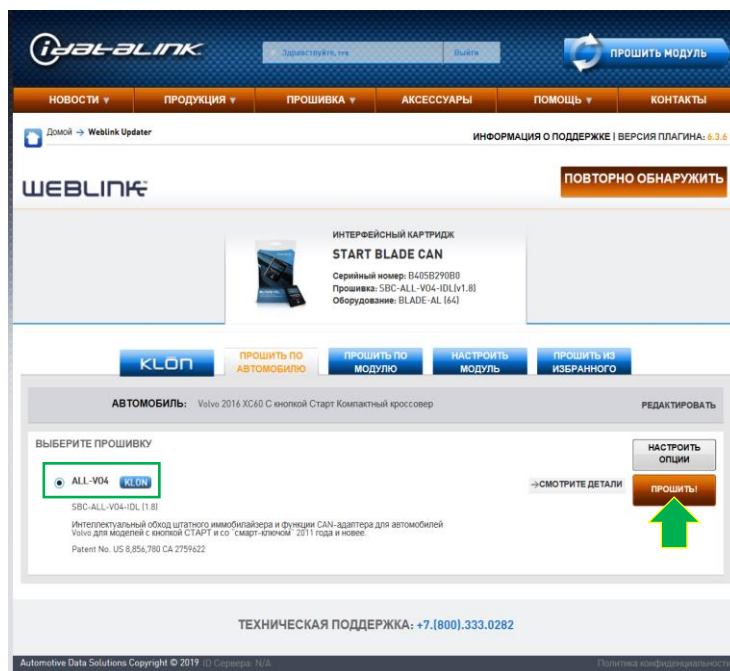 idatalink
Здравствуйте, Выйти
ПРОШИТЬ МОДУЛЬ
НОВОСТИ ПРОДУКЦИЯ ПРОШИВКА АКСЕССУАРЫ ПОМОЩЬ КОНТАКТЫ
Домой → Weblink Updater
ИНФОРМАЦИЯ О ПОДДЕРЖКЕ | ВЕРСИЯ ПЛАГИНА: 6.3.6
WEBLINK
ПОВТОРНО ОБНАРУЖИТЬ
ИНТЕРФЕЙСНЫЙ КАРТРИДЖ
START BLADE CAN
Серийный номер: B405B290B0
Прошивка: SBC-ALL-V04-IDL(v1.8)
Оборудование: BLADE-AL (64)
KLON
ПРОШИТЬ ПО
АВТОМОБИЛЮ
ПРОШИТЬ ПО
МОДУЛЮ
НАСТРОИТЬ
МОДУЛЬ
ПРОШИТЬ ИЗ
ИЗБРАННОГО
АВТОМОБИЛЬ: Volvo 2016 XC60 С кнопкой Старт Компактный кроссовер
РЕДАКТИРОВАТЬ
ВЫБЕРИТЕ ПРОШИВКУ
НАСТРОИТЬ
ОПЦИИ
ALL-V04 KLON
→СМОТРИТЕ ДЕТАЛИ
ПРОШИТЬ!
SBC-ALL-V04-IDL (1.8)
Интеллектуальный обход штатного иммобилайзера и функции CAN-адаптера для автомобилей
Volvo для моделей с кнопкой СТАРТ и со "смарт-ключом" 2011 года и новее.
Patent No. US 8,856,780 CA 2759622
ТЕХНИЧЕСКАЯ ПОДДЕРЖКА: +7.(800).333.0282
Automotive Data Solutions Copyright © 2019 ID Сервера: N/A
Политика конфиденциальности